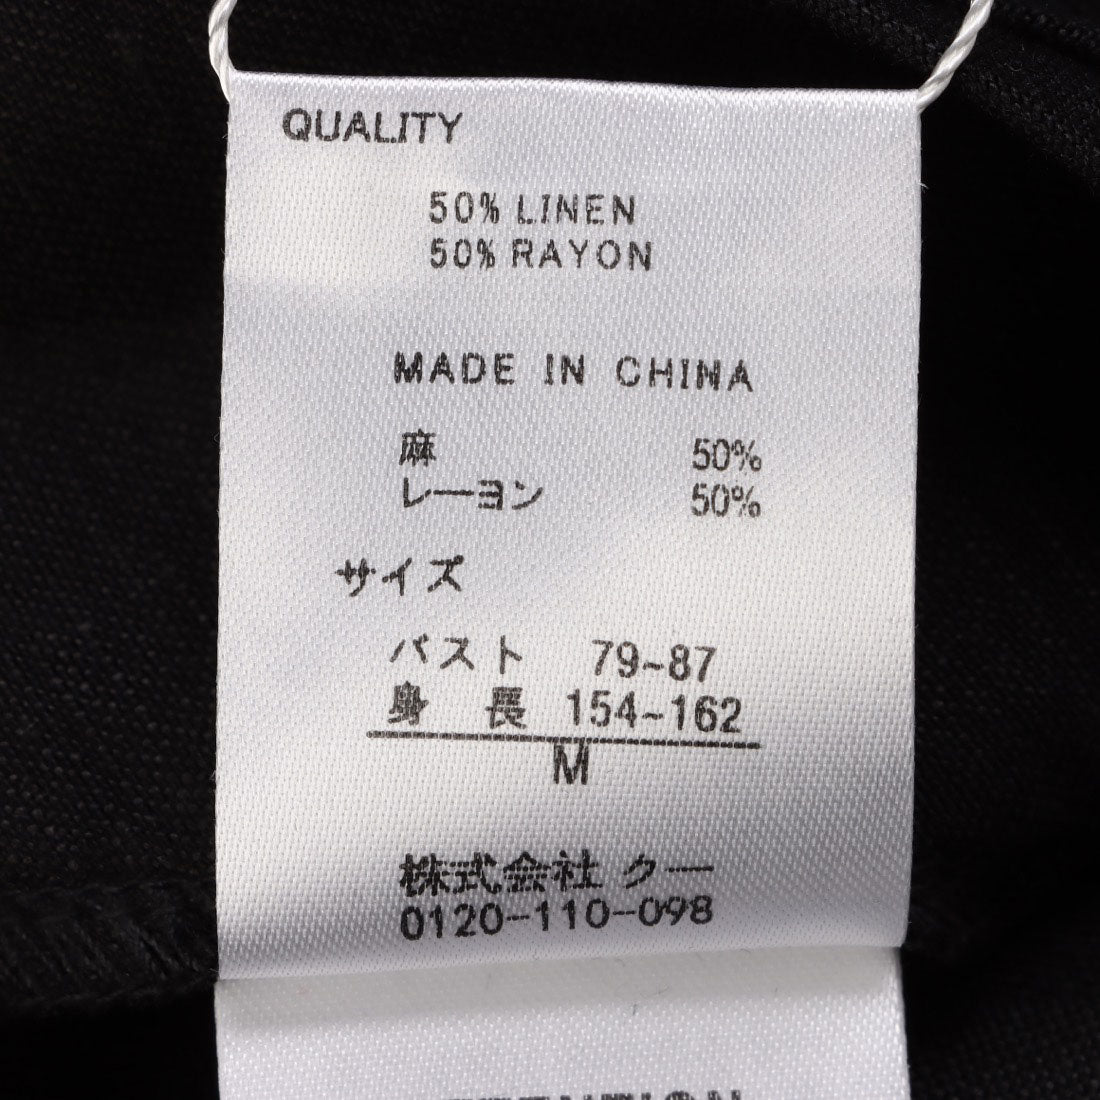 QUALITY
50% LINEN
50% RAYON
MADE IN CHINA
麻 50%
レーヨン 50%
サイズ
バスト 79-87
身 長 154-162
M
株式会社 クー
0120-110-098